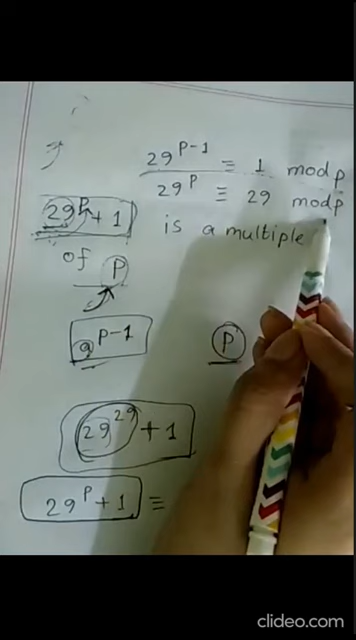 29^{p-1} ≡ 1 mod p
29^p ≡ 29 mod p
29^p + 1 is a multiple
of p
a^{p-1} p
29^{29} + 1
29^p + 1 ≡
clideo.com